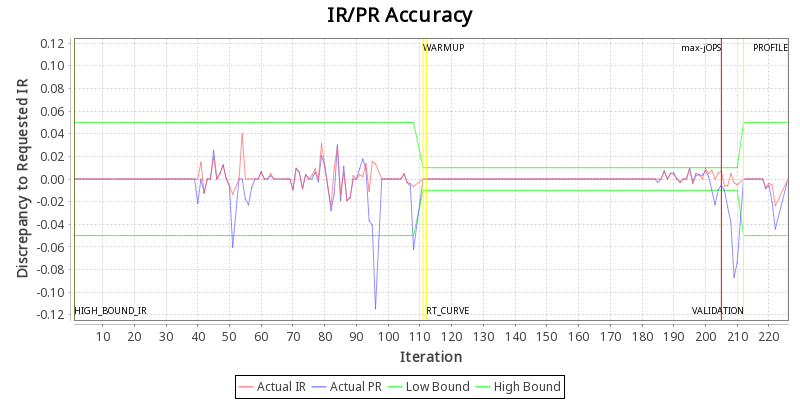 IR/PR Accuracy
Discrepancy to Requested IR
0.12
0.10
0.08
0.06
0.04
0.02
0.00
-0.02
-0.04
-0.06
-0.08
-0.10
-0.12
WARMUP
max-jOPS
PROFILE
HIGH_BOUND_IR
RT_CURVE
VALIDATION
10 20 30 40 50 60 70 80 90 100 110 120 130 140 150 160 170 180 190 200 210 220
Iteration
Actual IR Actual PR Low Bound High Bound